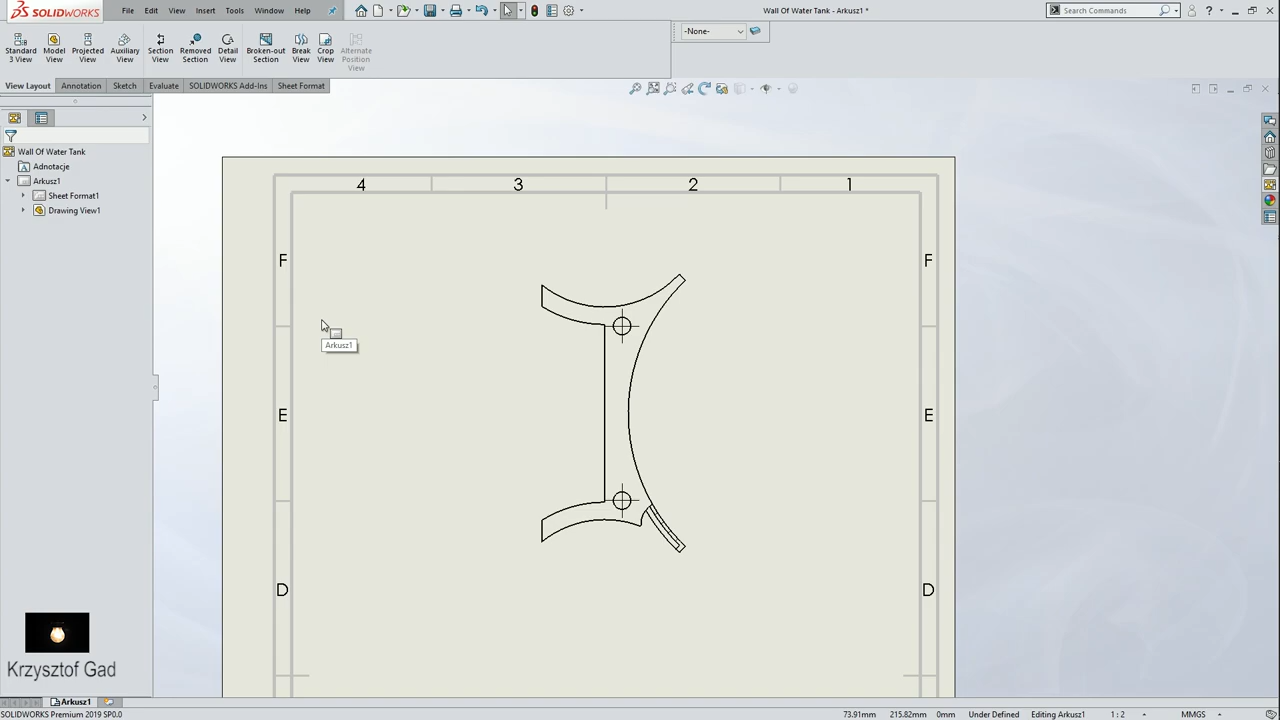 SOLIDWORKS
File Edit View Insert Tools Window Help
Wall Of Water Tank - Arkusz1 *
Search Commands
Standard 3 View
Model View
Projected View
Auxiliary View
Section View
Removed Section
Detail View
Broken-out Section
Break View
Crop View
Alternate Position View
-None-
View Layout Annotation Sketch Evaluate SOLIDWORKS Add-Ins Sheet Format
Wall Of Water Tank
Adnotacje
Arkusz1
Sheet Format1
Drawing View1
4 3 2 1
F F
E E
D D
Arkusz1
Krzysztof Gad
Arkusz1
SOLIDWORKS Premium 2019 SP0.0
73.91mm 215.82mm 0mm Under Defined Editing Arkusz1 1 : 2 MMGS